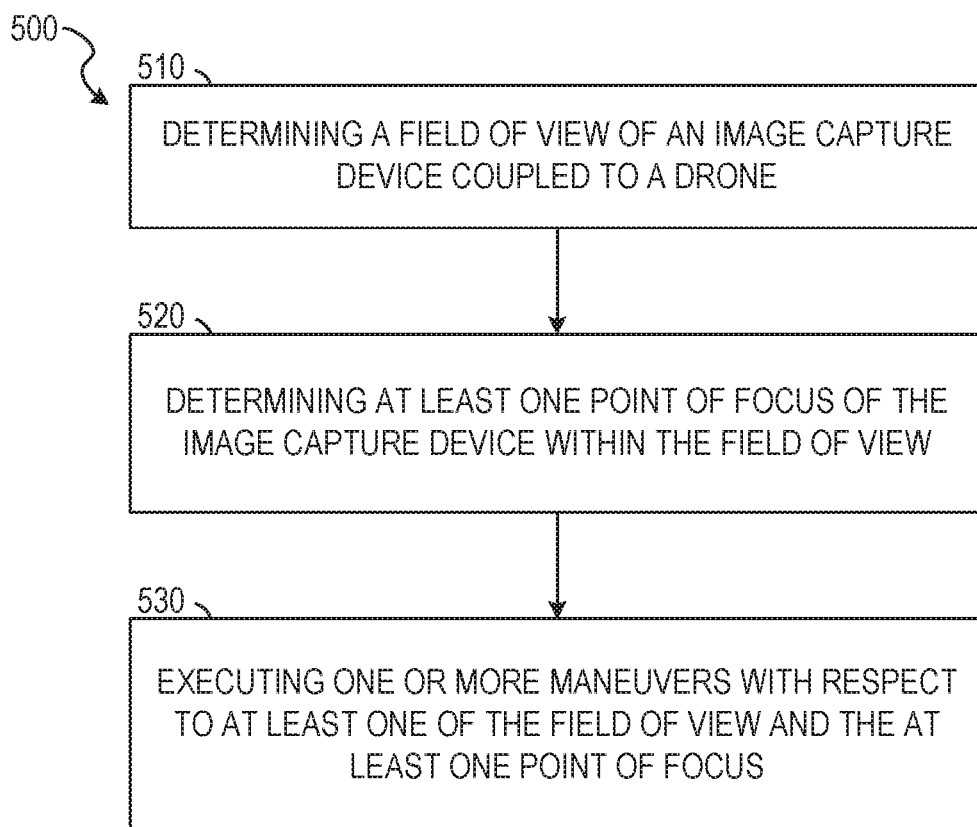 500
510
DETERMINING A FIELD OF VIEW OF AN IMAGE CAPTURE
DEVICE COUPLED TO A DRONE
520
DETERMINING AT LEAST ONE POINT OF FOCUS OF THE
IMAGE CAPTURE DEVICE WITHIN THE FIELD OF VIEW
530
EXECUTING ONE OR MORE MANEUVERS WITH RESPECT
TO AT LEAST ONE OF THE FIELD OF VIEW AND THE AT
LEAST ONE POINT OF FOCUS